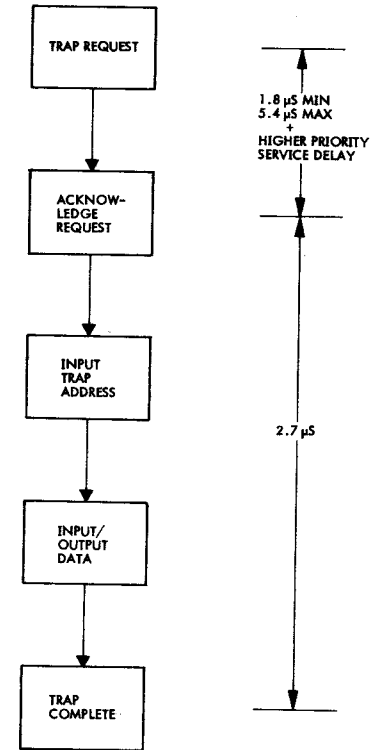 TRAP REQUEST
1.8 µS MIN
5.4 µS MAX
+
HIGHER PRIORITY
SERVICE DELAY
ACKNOW-
LEDGE
REQUEST
INPUT
TRAP
ADDRESS
2.7 µS
INPUT/
OUTPUT
DATA
TRAP
COMPLETE